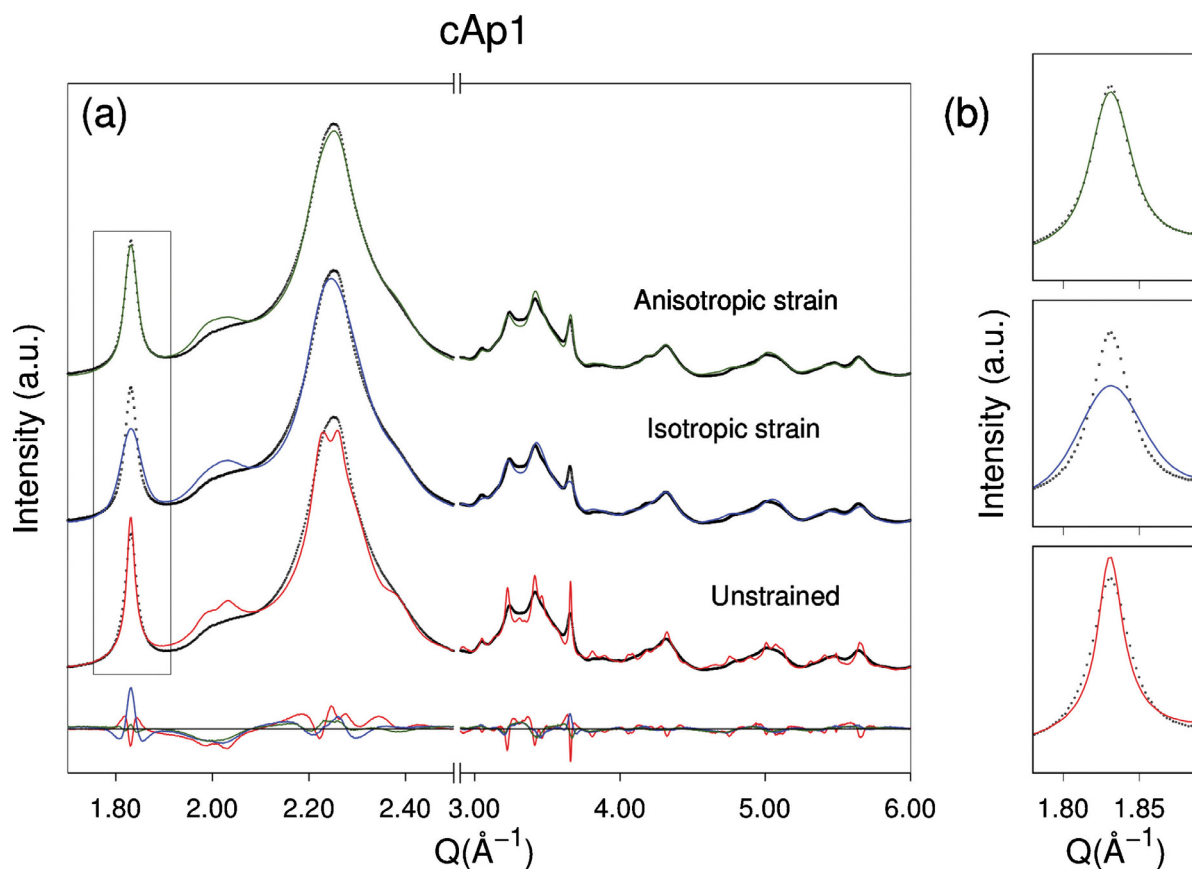 cAp1
(a)
(b)
Anisotropic strain
Isotropic strain
Unstrained
Intensity (a.u.)
Intensity (a.u.)
1.80 2.00 2.20 2.40 3.00 4.00 5.00 6.00
Q(Å⁻¹)
1.80 1.85
Q(Å⁻¹)